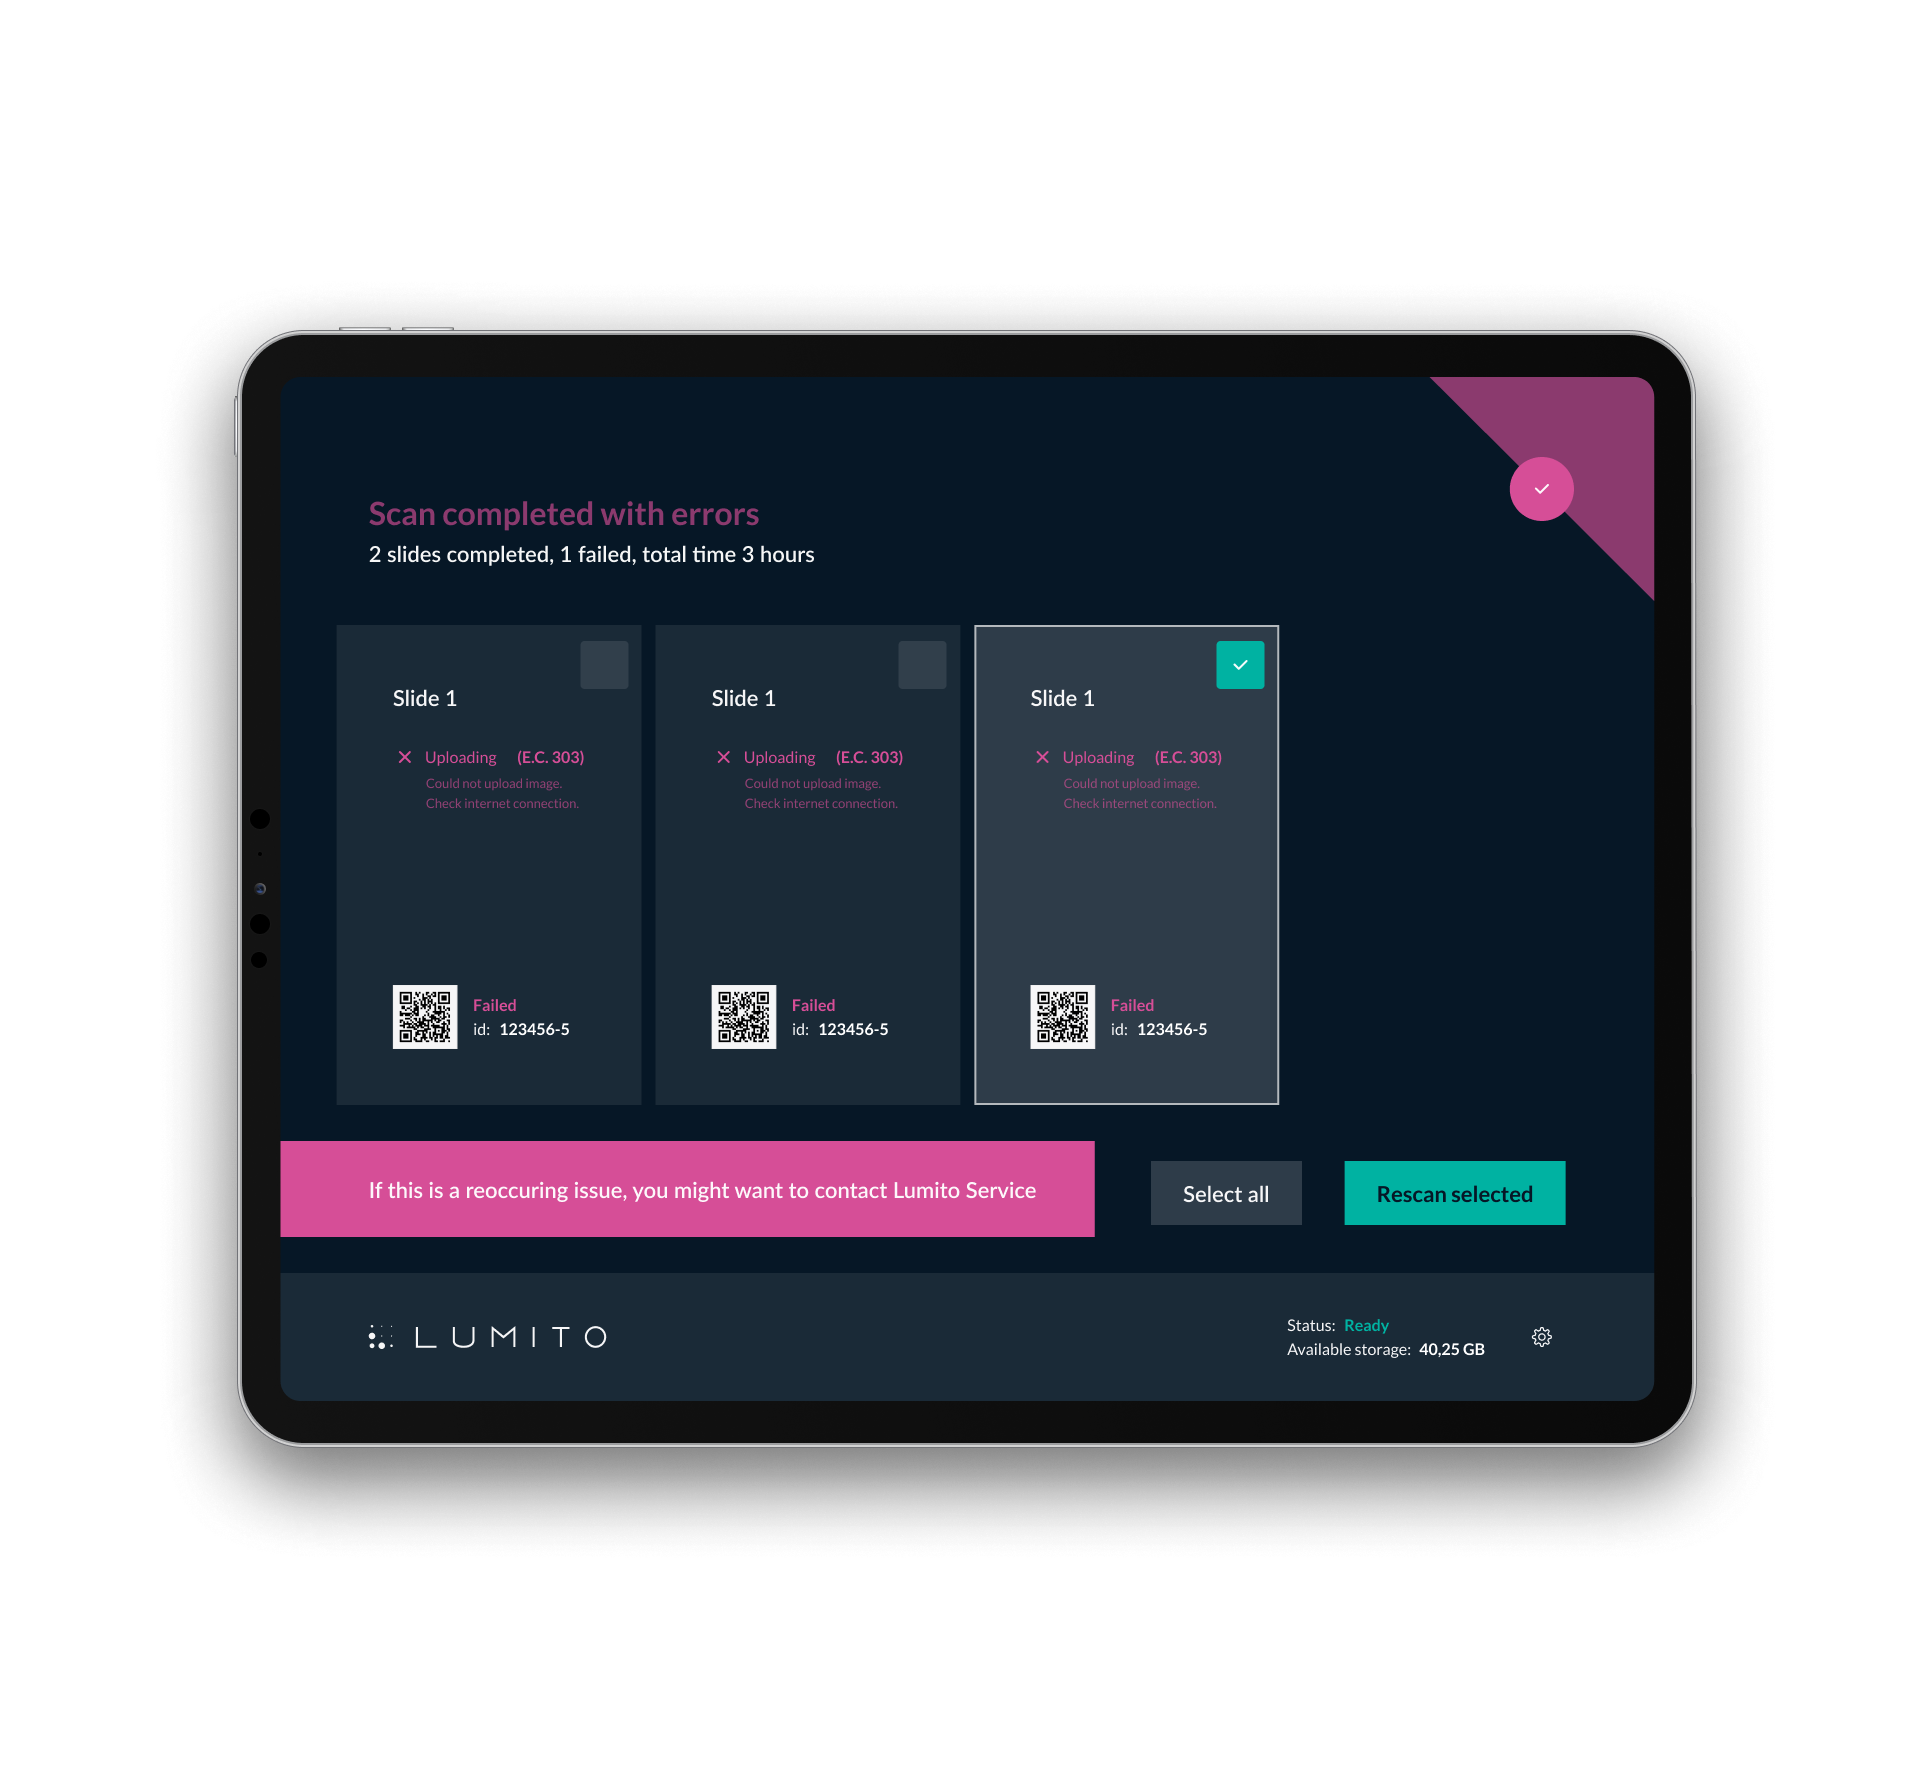 Scan completed with errors
2 slides completed, 1 failed, total time 3 hours
Slide 1
Uploading (E.C. 303)
Could not upload image.
Check internet connection.
Failed
id: 123456-5
Slide 1
Uploading (E.C. 303)
Could not upload image.
Check internet connection.
Failed
id: 123456-5
Slide 1
Uploading (E.C. 303)
Could not upload image.
Check internet connection.
Failed
id: 123456-5
If this is a reoccuring issue, you might want to contact Lumito Service
Select all
Rescan selected
LUMITO
Status: Ready
Available storage: 40,25 GB